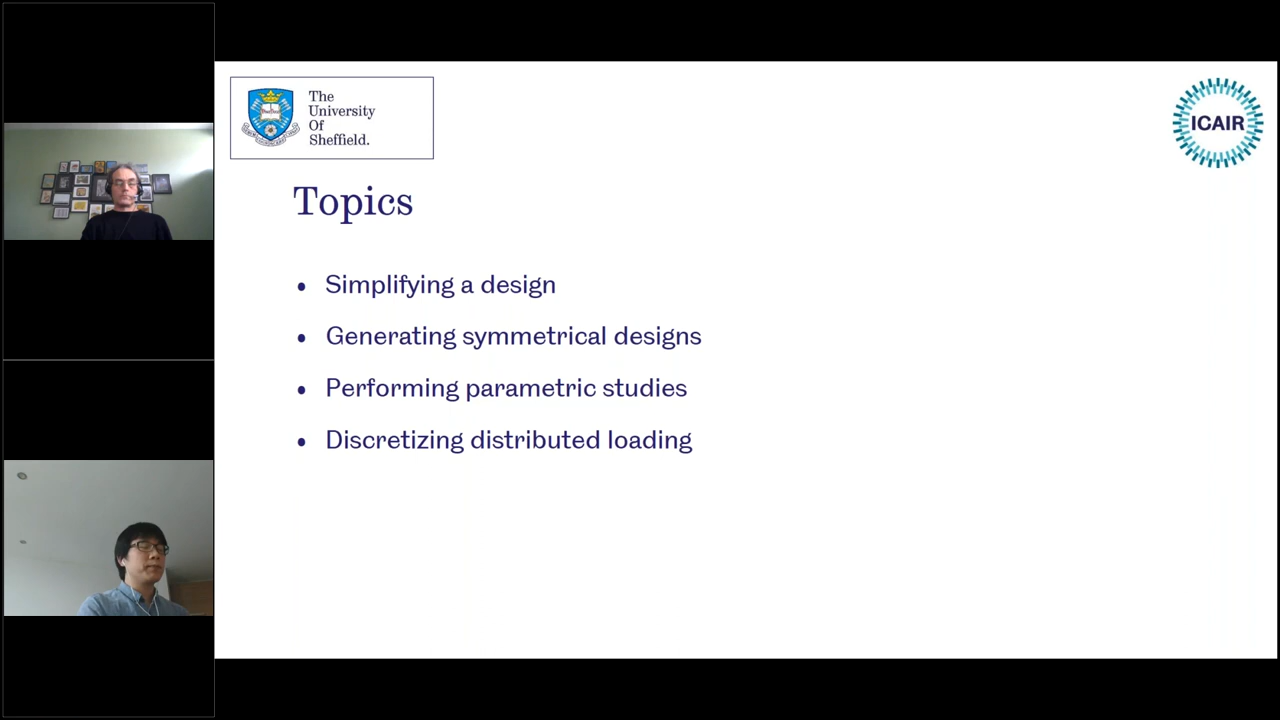 The
University
Of
Sheffield.
ICAIR
Topics
• Simplifying a design
• Generating symmetrical designs
• Performing parametric studies
• Discretizing distributed loading